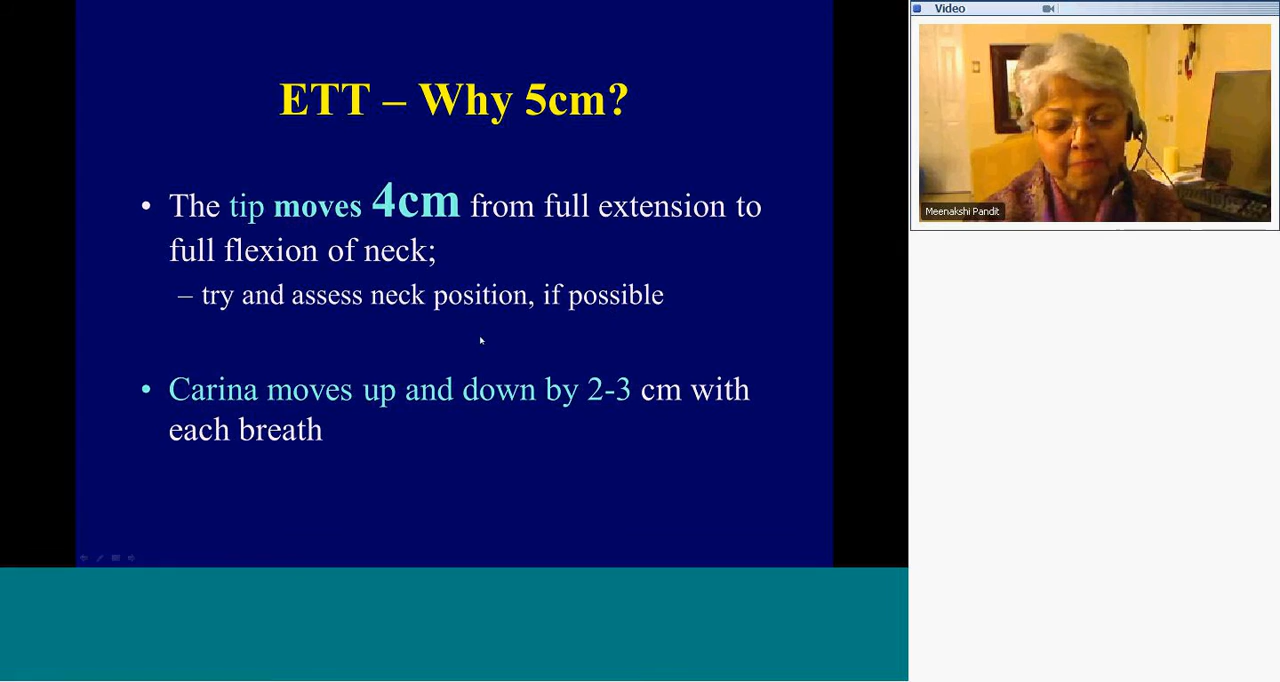 ETT – Why 5cm?
• The tip moves 4cm from full extension to
full flexion of neck;
– try and assess neck position, if possible
• Carina moves up and down by 2-3 cm with
each breath
Video
Meenakshi Pandit